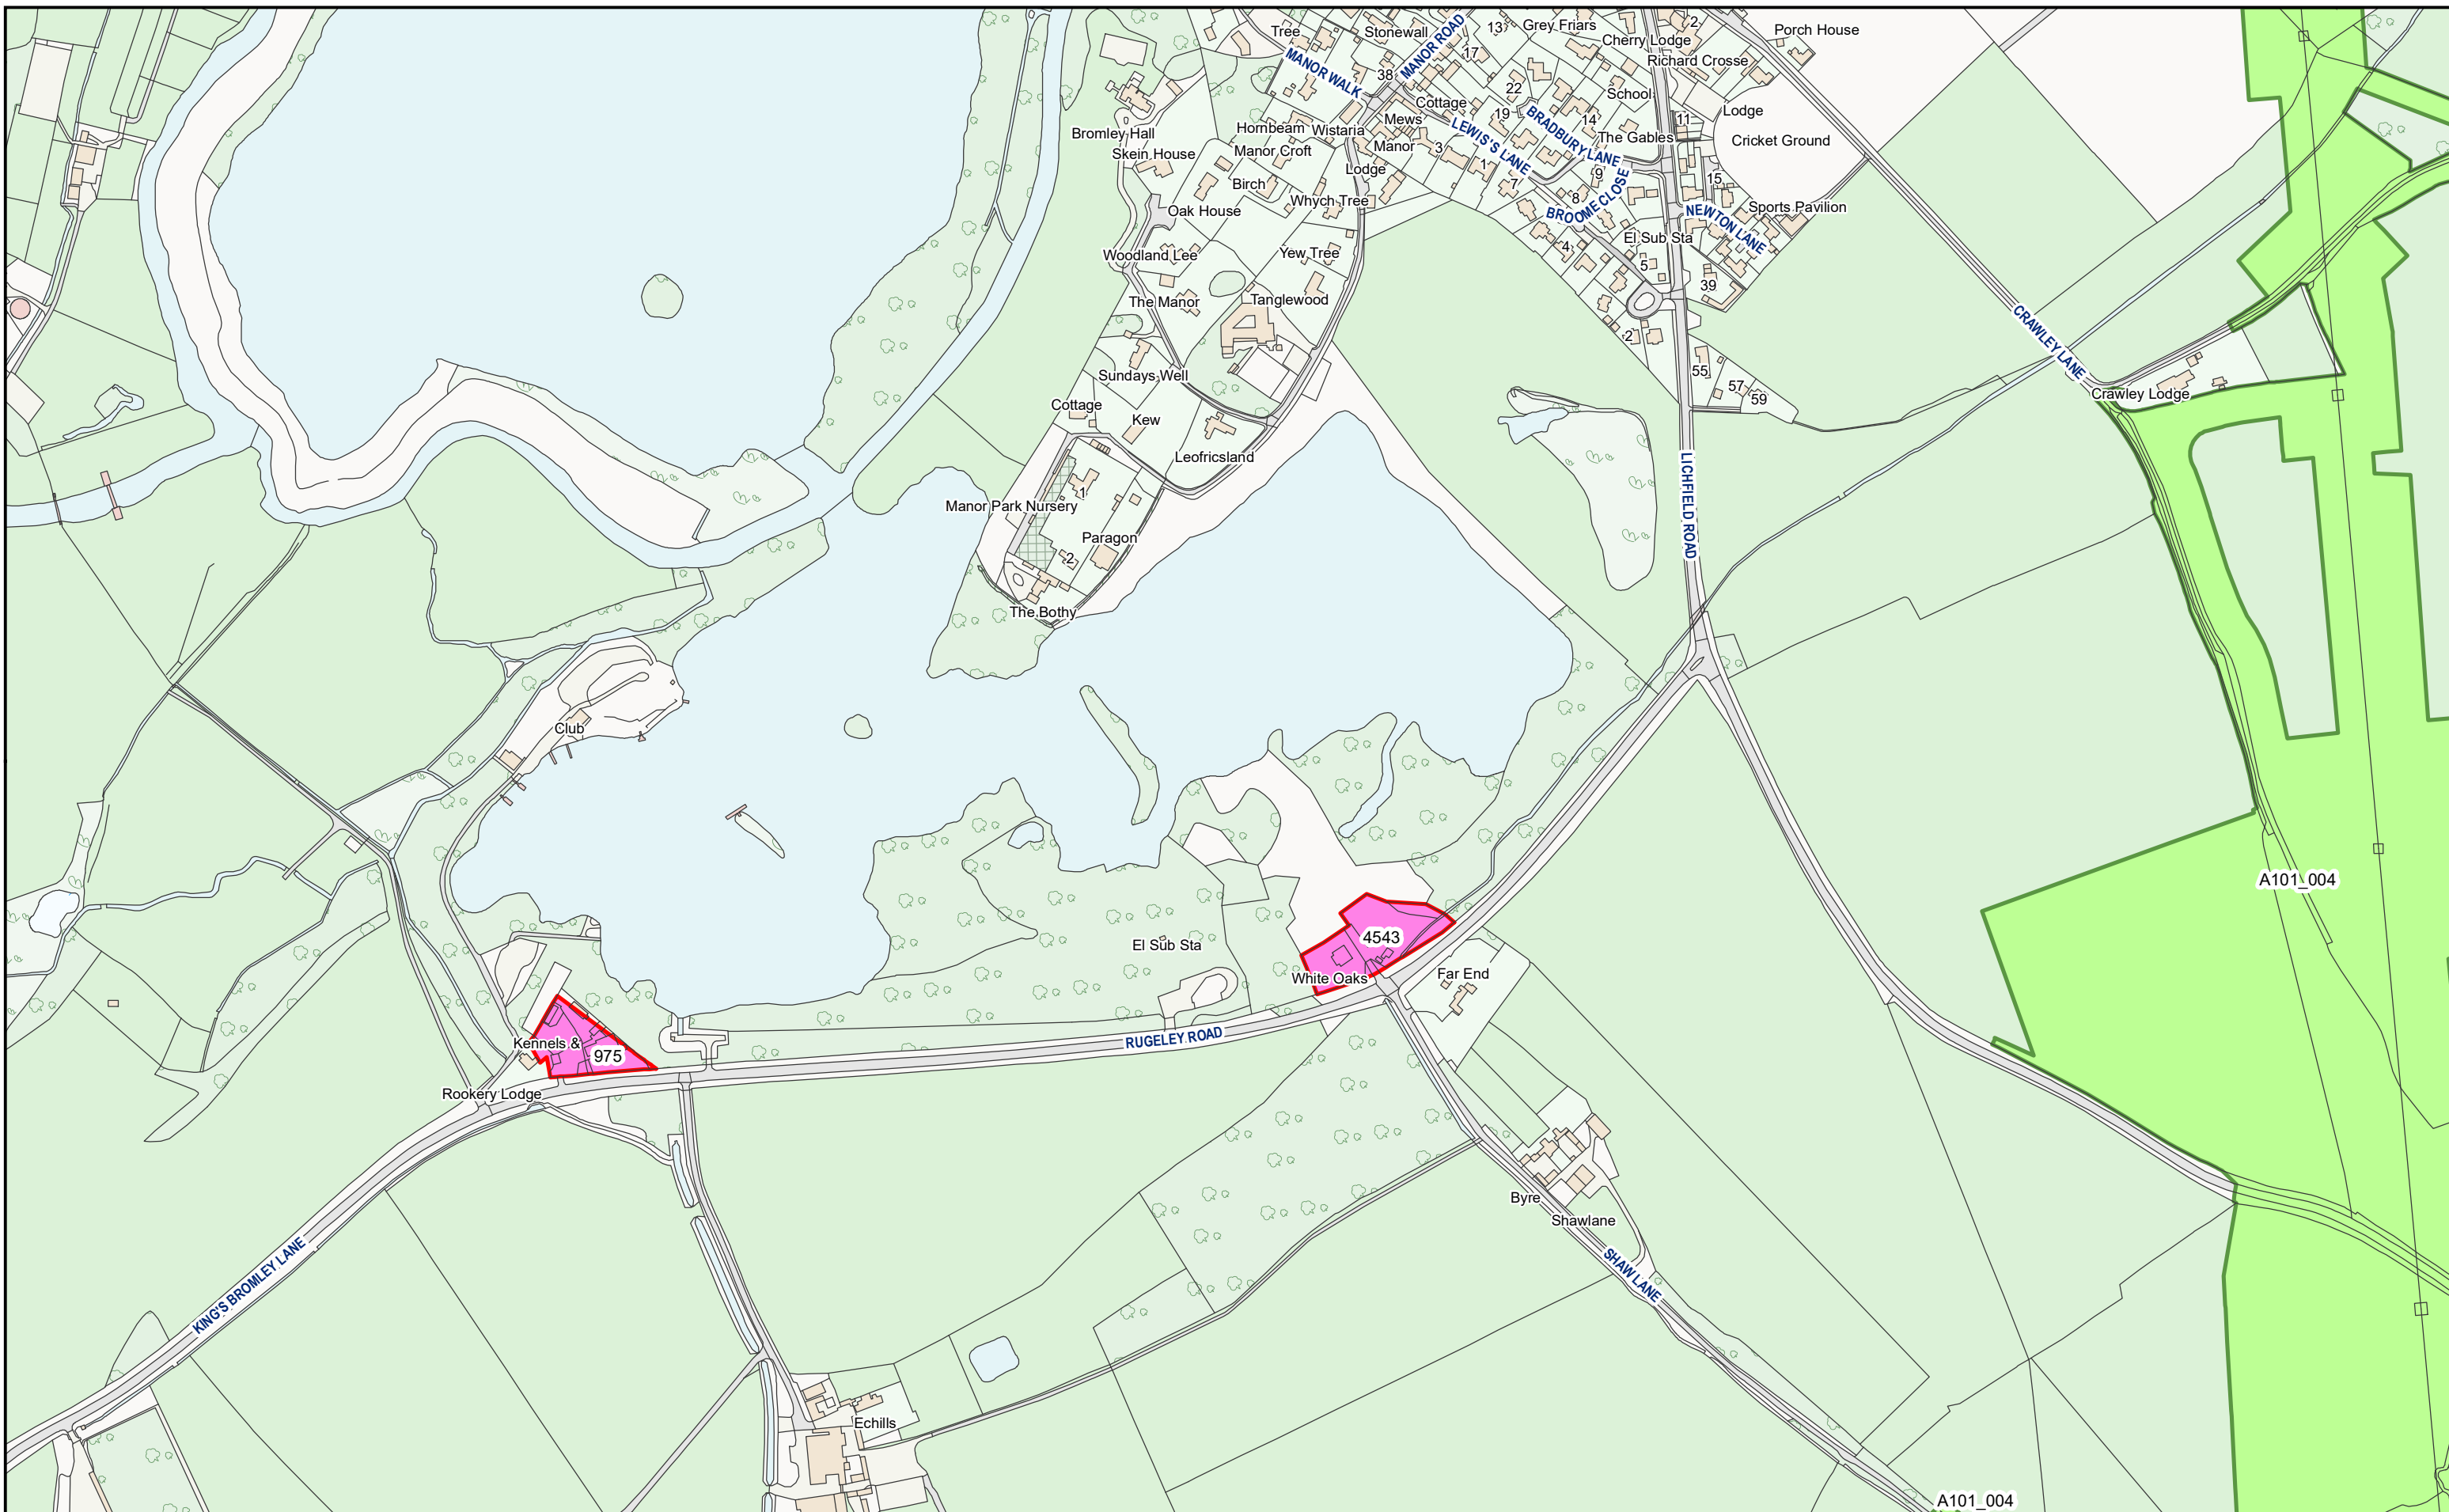 Tree
Stonewall
MANOR ROAD
13
Grey Friars
2
Cherry Lodge
Porch House
17
MANOR WALK
38
Richard Crosse
22
School
Cottage
19
BRADBURY LANE
14
11
Lodge
Mews
LEWIS'S LANE
The Gables
Cricket Ground
Bromley Hall
Hornbeam
Wistaria
Manor
3
Skein House
Manor Croft
1
Lodge
9
15
Birch
7
8
Whych Tree
Oak House
BROOME CLOSE
NEWTON LANE
Sports Pavilion
El Sub Sta
4
Woodland Lee
Yew Tree
5
39
The Manor
Tanglewood
2
CRAWLEY LANE
Sundays Well
55
57
59
Crawley Lodge
Cottage
Kew
Leofricsland
LICHFIELD ROAD
1
Manor Park Nursery
Paragon
2
The Bothy
Club
A101_004
4543
El Sub Sta
White Oaks
Far End
Kennels &
975
RUGELEY ROAD
Rookery Lodge
Byre
Shawlane
KING'S BROMLEY LANE
SHAW LANE
Echills
A101_004